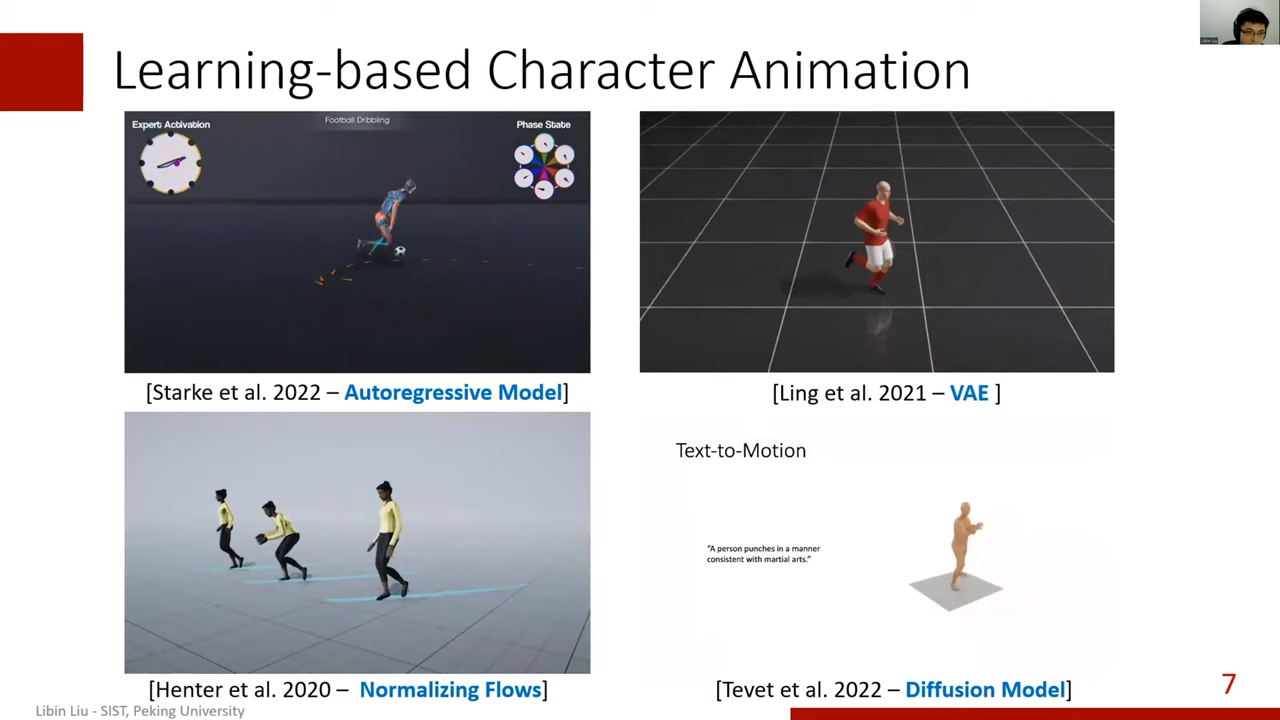 Libin Liu
Learning-based Character Animation
Expert Activation
Football Dribbling
Phase State
[Starke et al. 2022 – Autoregressive Model]
[Ling et al. 2021 – VAE ]
Text-to-Motion
"A person punches in a manner
consistent with martial arts."
[Henter et al. 2020 – Normalizing Flows]
[Tevet et al. 2022 – Diffusion Model]
7
Libin Liu - SIST, Peking University